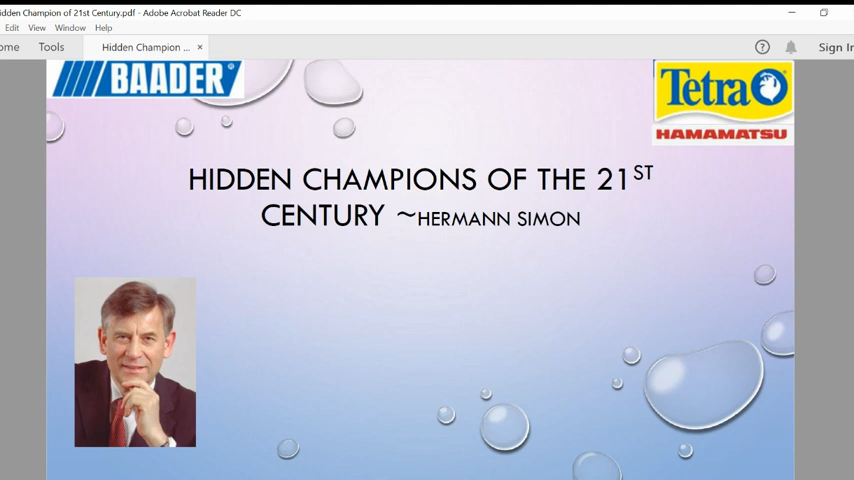 idden Champion of 21st Century.pdf - Adobe Acrobat Reader DC
Edit View Window Help
ome Tools Hidden Champion ... × ? Sign In
BAADER®
Tetra®
HAMAMATSU
HIDDEN CHAMPIONS OF THE 21ST
CENTURY ~HERMANN SIMON